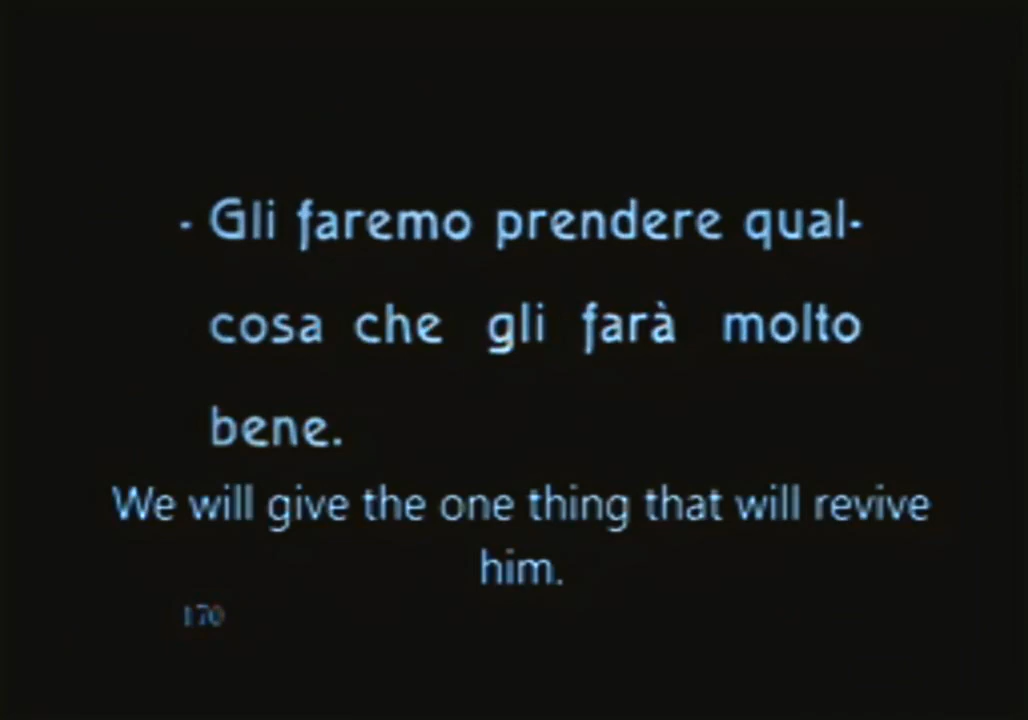 - Gli faremo prendere qual-
cosa che gli farà molto
bene.
We will give the one thing that will revive
him.
170